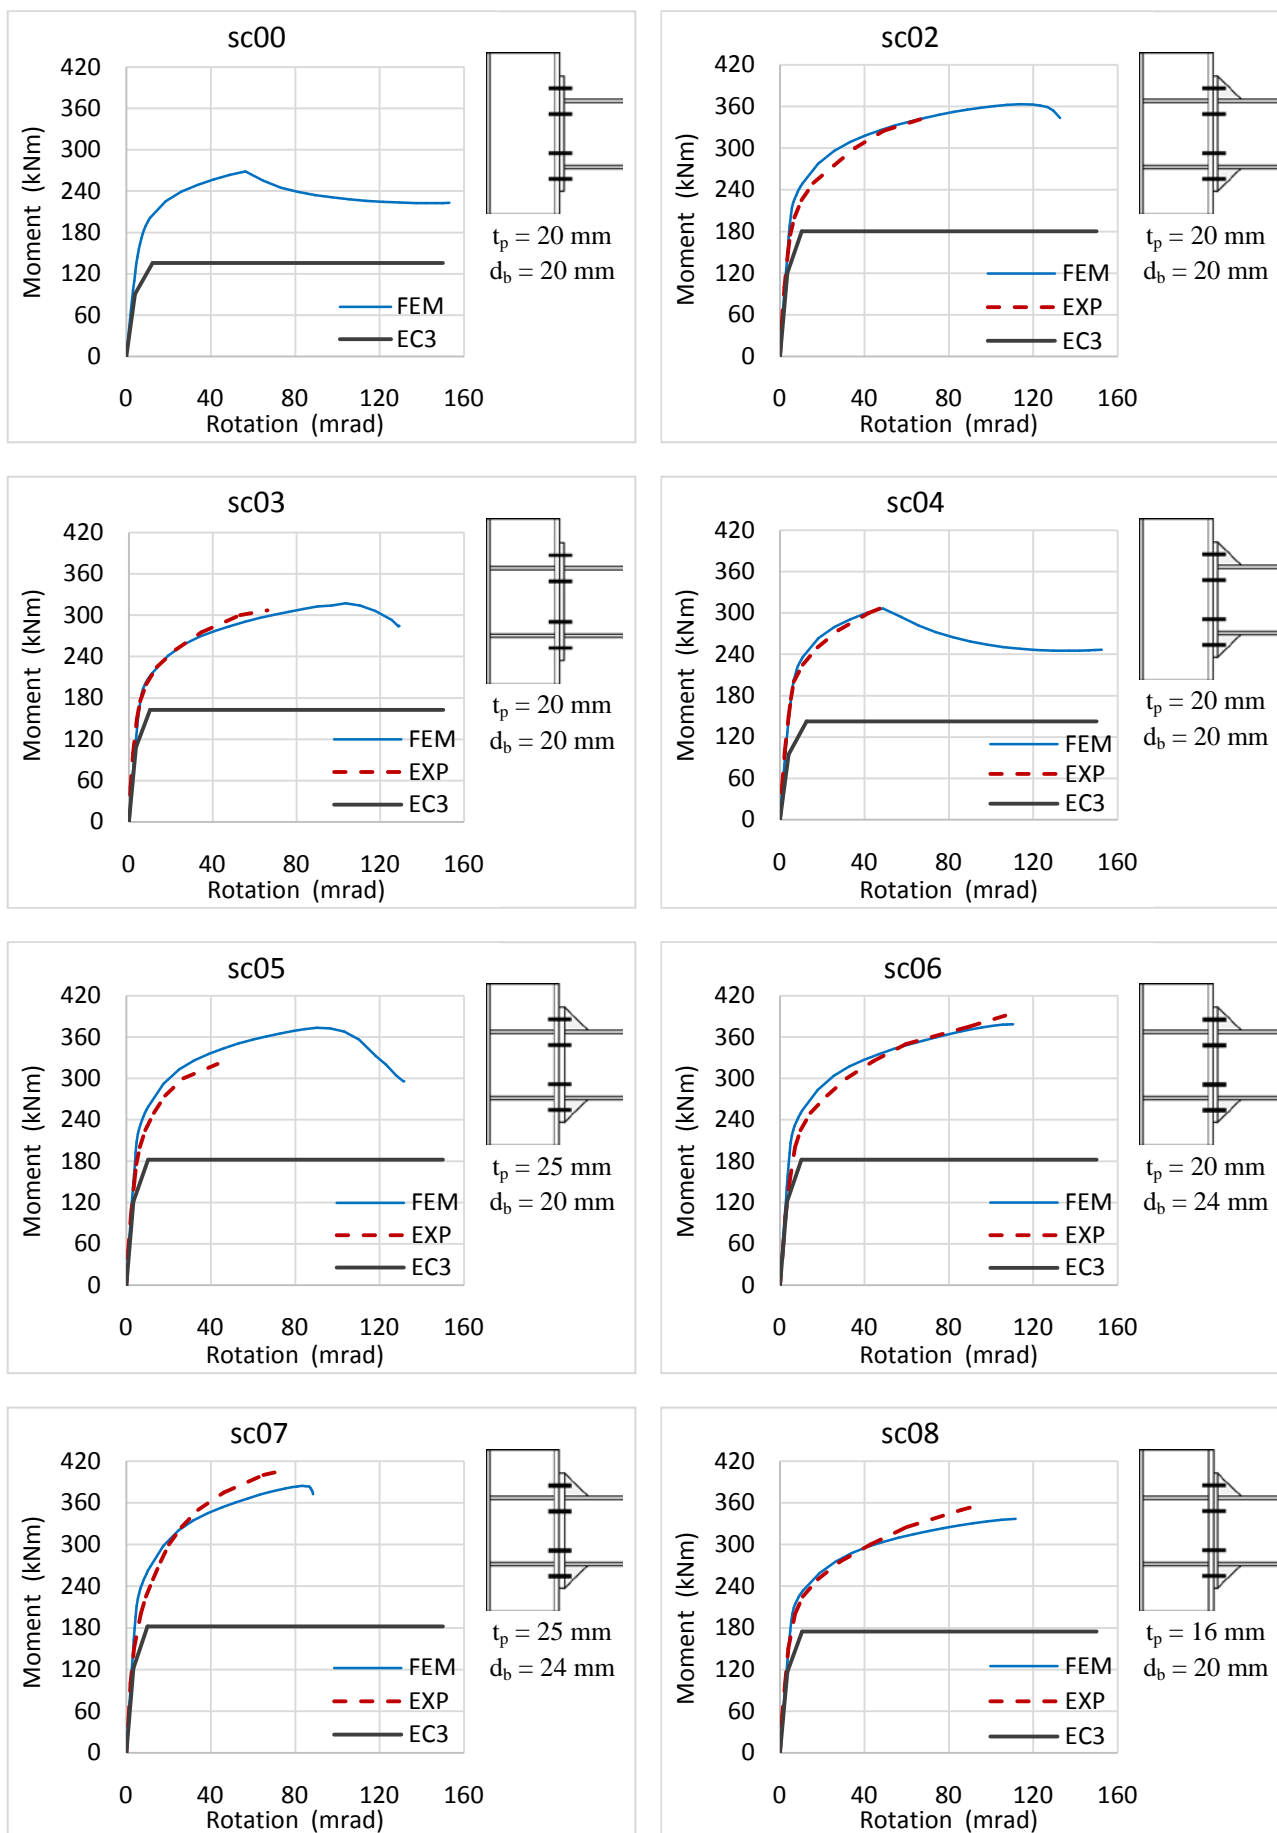 sc00
420
360
300
240
180
120
60
0
Moment (kNm)
FEM
EC3
0 40 80 120 160
Rotation (mrad)
tp = 20 mm
db = 20 mm
sc02
420
360
300
240
180
120
60
0
Moment (kNm)
FEM
EXP
EC3
0 40 80 120 160
Rotation (mrad)
tp = 20 mm
db = 20 mm
sc03
420
360
300
240
180
120
60
0
Moment (kNm)
FEM
EXP
EC3
0 40 80 120 160
Rotation (mrad)
tp = 20 mm
db = 20 mm
sc04
420
360
300
240
180
120
60
0
Moment (kNm)
FEM
EXP
EC3
0 40 80 120 160
Rotation (mrad)
tp = 20 mm
db = 20 mm
sc05
420
360
300
240
180
120
60
0
Moment (kNm)
FEM
EXP
EC3
0 40 80 120 160
Rotation (mrad)
tp = 25 mm
db = 20 mm
sc06
420
360
300
240
180
120
60
0
Moment (kNm)
FEM
EXP
EC3
0 40 80 120 160
Rotation (mrad)
tp = 20 mm
db = 24 mm
sc07
420
360
300
240
180
120
60
0
Moment (kNm)
FEM
EXP
EC3
0 40 80 120 160
Rotation (mrad)
tp = 25 mm
db = 24 mm
sc08
420
360
300
240
180
120
60
0
Moment (kNm)
FEM
EXP
EC3
0 40 80 120 160
Rotation (mrad)
tp = 16 mm
db = 20 mm